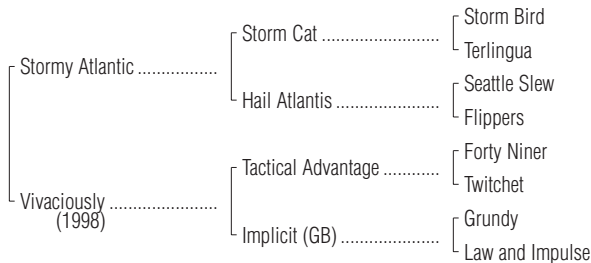 Storm Bird
Storm Cat ..........................
Terlingua
Stormy Atlantic .................
Seattle Slew
Hail Atlantis .......................
Flippers
Forty Niner
Tactical Advantage ............
Twitchet
Vivaciously .......................
(1998)
Grundy
Implicit (GB) .....................
Law and Impulse